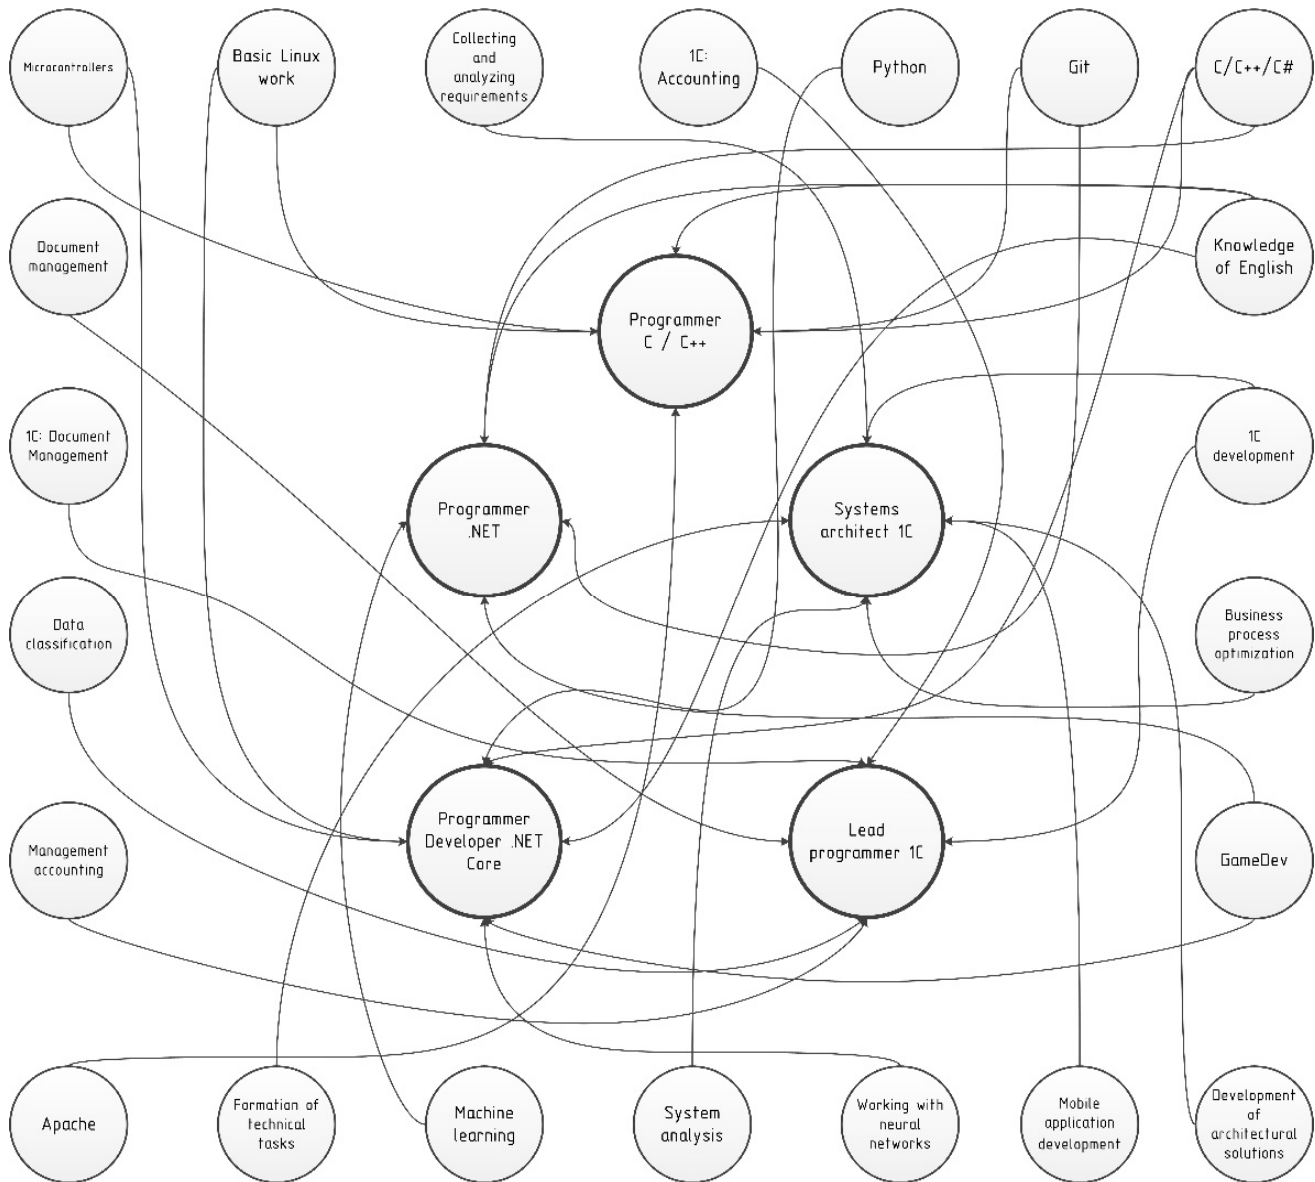 Microcontrollers
Basic Linux
work
Collecting
and
analyzing
requirements
1C:
Accounting
Python
Git
C/C++/C#
Document
management
Knowledge
of English
Programmer
C / C++
1C: Document
Management
Programmer
.NET
Systems
architect 1C
1C
development
Data
classification
Business
process
optimization
Management
accounting
Programmer
Developer .NET
Core
Lead
programmer 1C
GameDev
Apache
Formation of
technical
tasks
Machine
learning
System
analysis
Working with
neural
networks
Mobile
application
development
Development
of
architectural
solutions